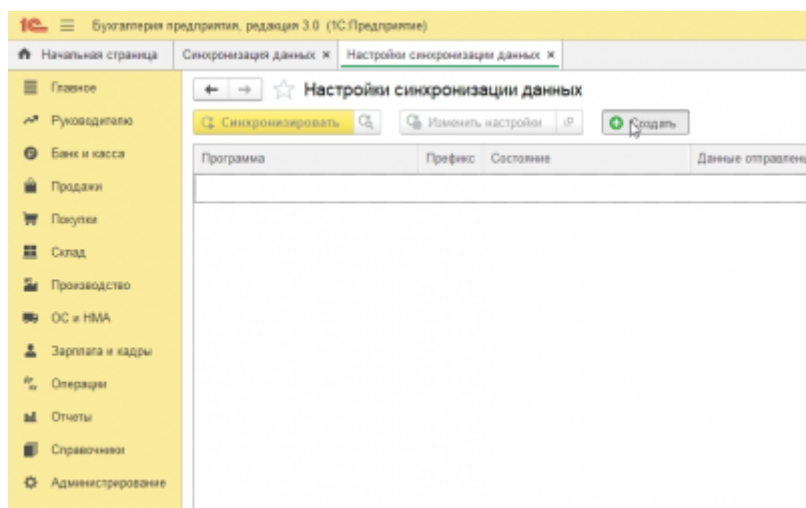 1С Бухгалтерия предприятия, редакция 3.0 (1С:Предприятие)
Начальная страница Синхронизация данных × Настройки синхронизации данных ×
Главное
Руководителю
Банк и касса
Продажи
Покупки
Склад
Производство
ОС и НМА
Зарплата и кадры
Операции
Отчеты
Справочники
Администрирование
Настройки синхронизации данных
Синхронизировать Изменить настройки Создать
Программа Префикс Состояние Данные отправлены